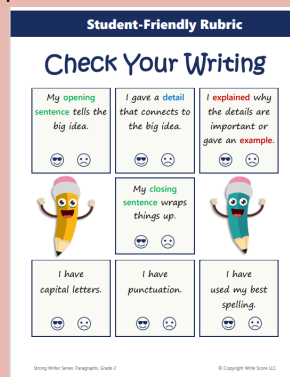 Student-Friendly Rubric
Check Your Writing
My opening
sentence tells the
big idea.
I gave a detail
that connects to
the big idea.
I explained why
the details are
important or
gave an example.
My closing
sentence wraps
things up.
I have
capital letters.
I have
punctuation.
I have
used my best
spelling.
Strong Writer Series: Paragraphs, Grade 2
© Copyright Write Score LLC